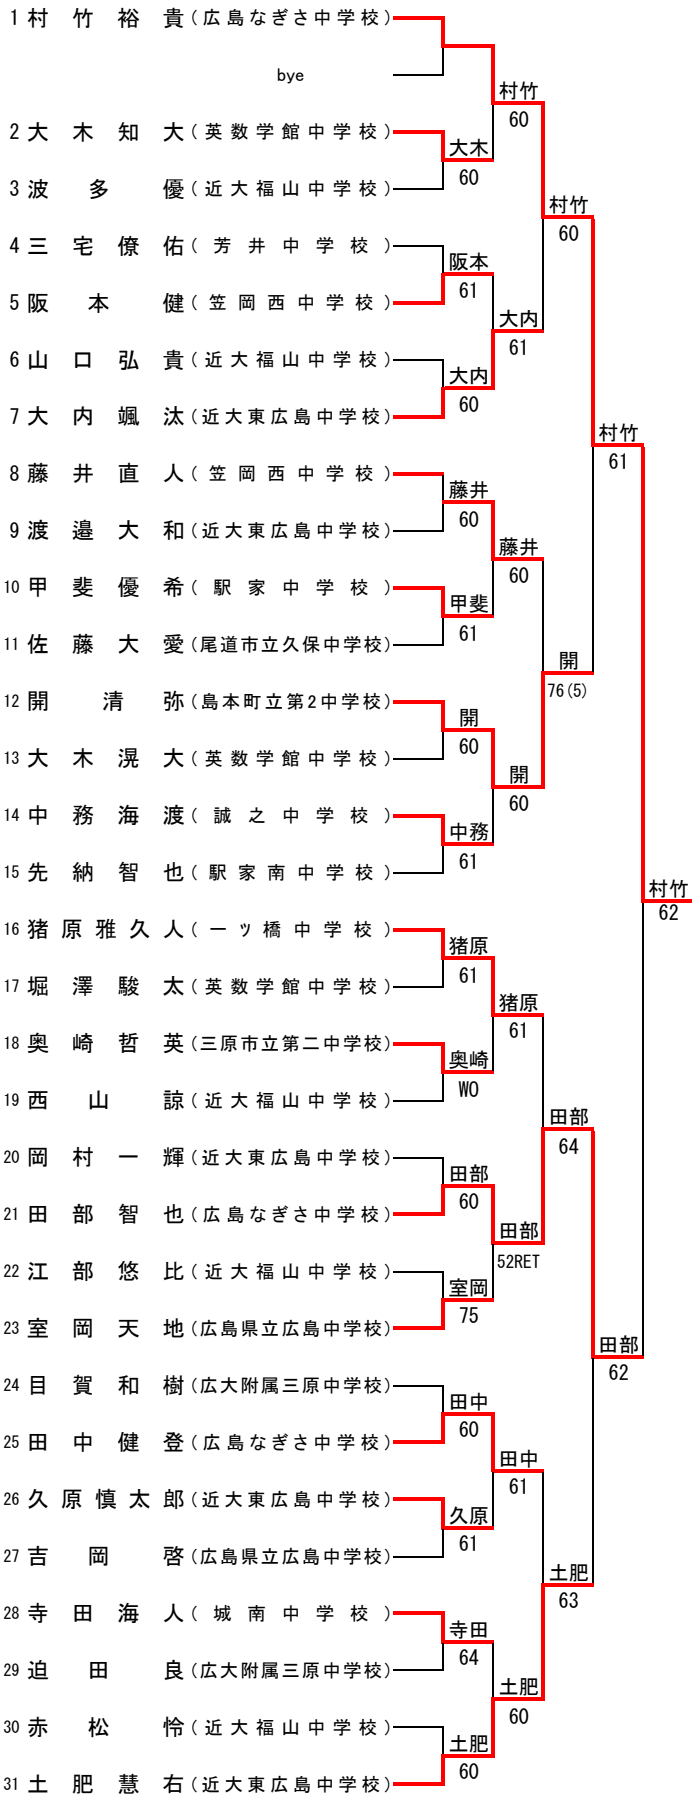 1 村竹裕貴(広島なぎさ中学校)
bye
村竹
60
2 大木知大(英数学館中学校)
大木
60
3 波多優(近大福山中学校)
村竹
60
4 三宅僚佑(芳井中学校)
阪本
61
5 阪本健(笠岡西中学校)
大内
61
6 山口弘貴(近大福山中学校)
大内
60
7 大内颯汰(近大東広島中学校)
村竹
61
8 藤井直人(笠岡西中学校)
藤井
60
9 渡邉大和(近大東広島中学校)
藤井
60
10 甲斐優希(駅家中学校)
甲斐
61
11 佐藤大愛(尾道市立久保中学校)
開
76(5)
12 開清弥(島本町立第2中学校)
開
60
13 大木滉大(英数学館中学校)
開
60
14 中務海渡(誠之中学校)
中務
61
15 先納智也(駅家南中学校)
村竹
62
16 猪原雅久人(一ッ橋中学校)
猪原
61
17 堀澤駿太(英数学館中学校)
猪原
61
18 奥崎哲英(三原市立第二中学校)
奥崎
WO
19 西山諒(近大福山中学校)
田部
64
20 岡村一輝(近大東広島中学校)
田部
60
21 田部智也(広島なぎさ中学校)
田部
52RET
22 江部悠比(近大福山中学校)
室岡
75
23 室岡天地(広島県立広島中学校)
田部
62
24 目賀和樹(広大附属三原中学校)
田中
60
25 田中健登(広島なぎさ中学校)
田中
61
26 久原慎太郎(近大東広島中学校)
久原
61
27 吉岡啓(広島県立広島中学校)
土肥
63
28 寺田海人(城南中学校)
寺田
64
29 迫田良(広大附属三原中学校)
土肥
60
30 赤松怜(近大福山中学校)
土肥
60
31 土肥慧右(近大東広島中学校)